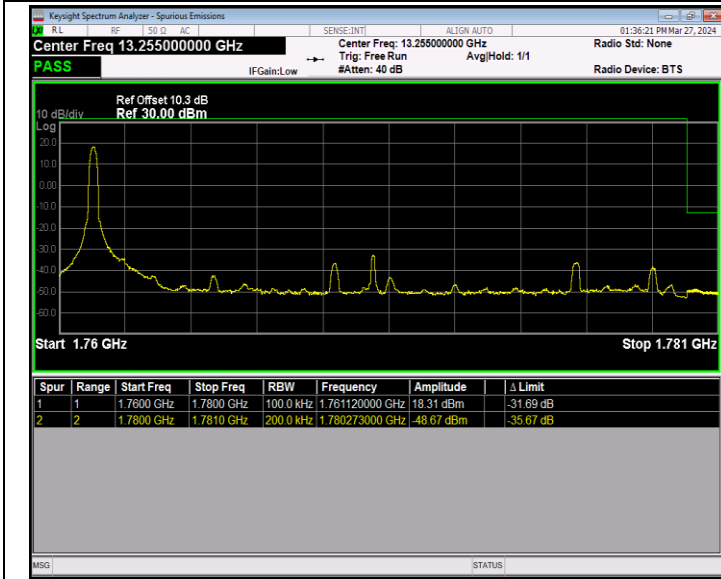 Keysight Spectrum Analyzer - Spurious Emissions
RL RF 50 Ω AC SENSE:INT ALIGN AUTO 01:36:21 PM Mar 27, 2024
Center Freq 13.255000000 GHz Center Freq: 13.255000000 GHz Radio Std: None
Trig: Free Run Avg|Hold: 1/1
PASS IFGain:Low #Atten: 40 dB Radio Device: BTS
Ref Offset 10.3 dB
10 dB/div Ref 30.00 dBm
Log
20.0
10.0
0.00
-10.0
-20.0
-30.0
-40.0
-50.0
-60.0
Start 1.76 GHz Stop 1.781 GHz
Spur Range Start Freq Stop Freq RBW Frequency Amplitude Δ Limit
1 1 1.7600 GHz 1.7800 GHz 100.0 kHz 1.761120000 GHz 18.31 dBm -31.69 dB
2 2 1.7800 GHz 1.7810 GHz 200.0 kHz 1.780273000 GHz -48.67 dBm -35.67 dB
MSG STATUS